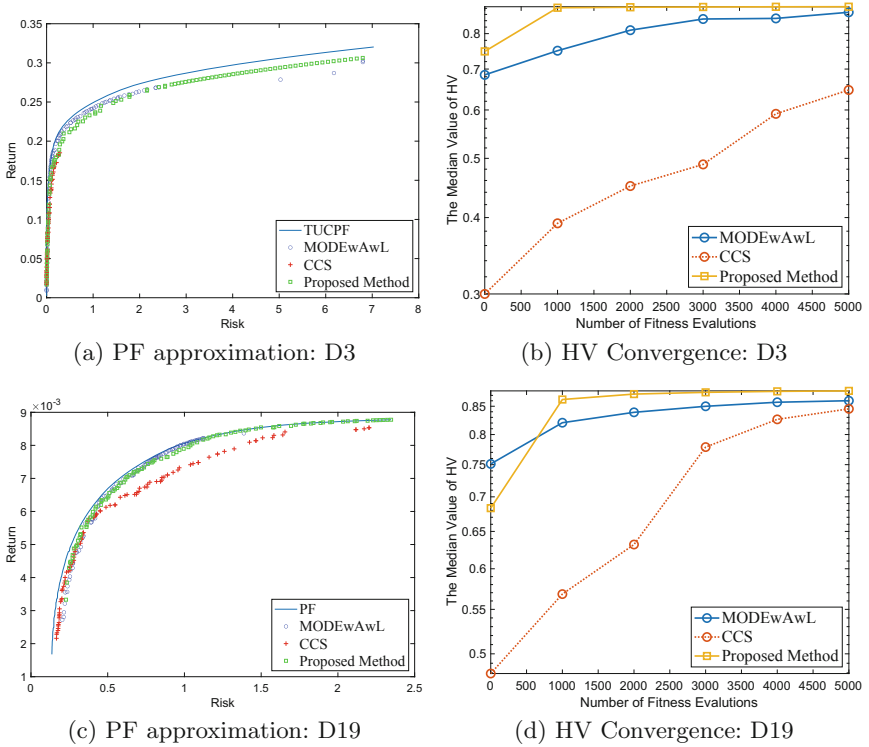 0.35
0.3
0.25
0.2
0.15
0.1
0.05
0
Return
0 1 2 3 4 5 6 7 8
Risk
TUCPF
MODEwAwL
CCS
Proposed Method
(a) PF approximation: D3
0.8
0.7
0.6
0.5
0.4
0.3
The Median Value of HV
0 500 1000 1500 2000 2500 3000 3500 4000 4500 5000
Number of Fitness Evalutions
MODEwAwL
CCS
Proposed Method
(b) HV Convergence: D3
×10⁻³
9
8
7
6
5
4
3
2
1
Return
0 0.5 1 1.5 2 2.5
Risk
PF
MODEwAwL
CCS
Proposed Method
(c) PF approximation: D19
0.85
0.8
0.75
0.7
0.65
0.6
0.55
0.5
The Median Value of HV
0 500 1000 1500 2000 2500 3000 3500 4000 4500 5000
Number of Fitness Evalutions
MODEwAwL
CCS
Proposed Method
(d) HV Convergence: D19